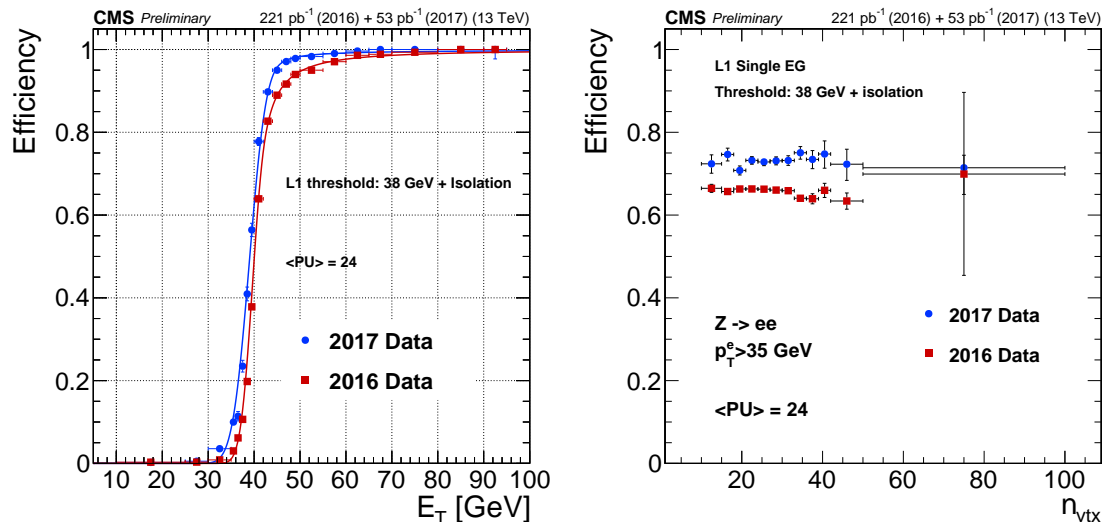 CMS Preliminary 221 pb⁻¹ (2016) + 53 pb⁻¹ (2017) (13 TeV)
Efficiency
1
0.8
0.6
0.4
0.2
0
L1 threshold: 38 GeV + Isolation
<PU> = 24
2017 Data
2016 Data
10 20 30 40 50 60 70 80 90 100
E_T [GeV]
CMS Preliminary 221 pb⁻¹ (2016) + 53 pb⁻¹ (2017) (13 TeV)
Efficiency
1
0.8
0.6
0.4
0.2
0
L1 Single EG
Threshold: 38 GeV + isolation
2017 Data
2016 Data
Z -> ee
p_T^e>35 GeV
<PU> = 24
20 40 60 80 100
n_vtx